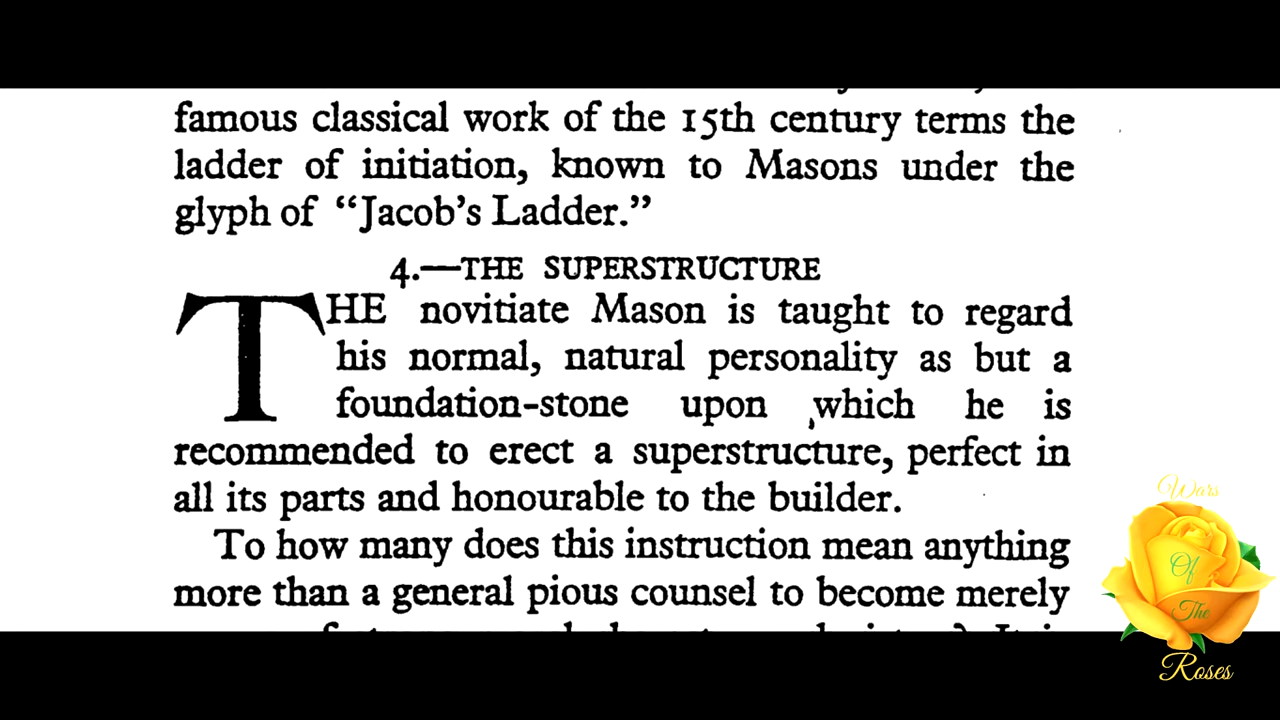 famous classical work of the 15th century terms the
ladder of initiation, known to Masons under the
glyph of “Jacob’s Ladder.”
4.—THE SUPERSTRUCTURE
THE novitiate Mason is taught to regard
his normal, natural personality as but a
foundation-stone upon which he is
recommended to erect a superstructure, perfect in
all its parts and honourable to the builder.
To how many does this instruction mean anything
more than a general pious counsel to become merely
Wars
Of
The
Roses